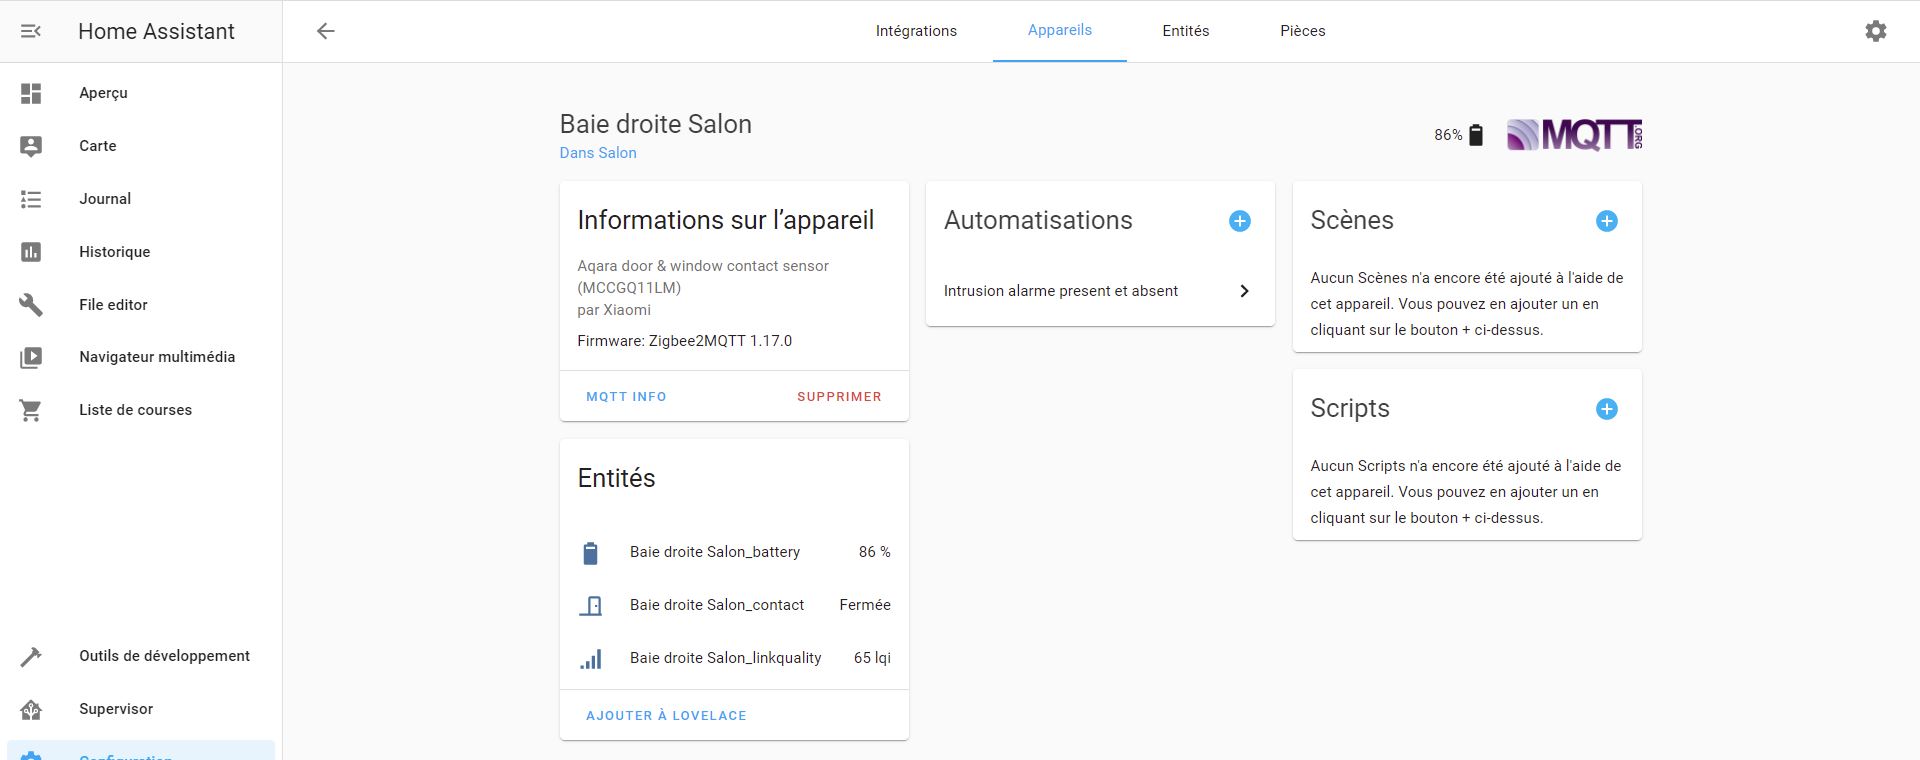 Home Assistant
Intégrations
Appareils
Entités
Pièces
Aperçu
Carte
Journal
Historique
File editor
Navigateur multimédia
Liste de courses
Outils de développement
Supervisor
Configuration
Baie droite Salon
Dans Salon
86%
MQTT.ORG
Informations sur l’appareil
Aqara door & window contact sensor
(MCCGQ11LM)
par Xiaomi
Firmware: Zigbee2MQTT 1.17.0
MQTT INFO
SUPPRIMER
Entités
Baie droite Salon_battery 86 %
Baie droite Salon_contact Fermée
Baie droite Salon_linkquality 65 lqi
AJOUTER À LOVELACE
Automatisations
Intrusion alarme present et absent
Scènes
Aucun Scènes n'a encore été ajouté à l'aide de
cet appareil. Vous pouvez en ajouter un en
cliquant sur le bouton + ci-dessus.
Scripts
Aucun Scripts n'a encore été ajouté à l'aide de
cet appareil. Vous pouvez en ajouter un en
cliquant sur le bouton + ci-dessus.